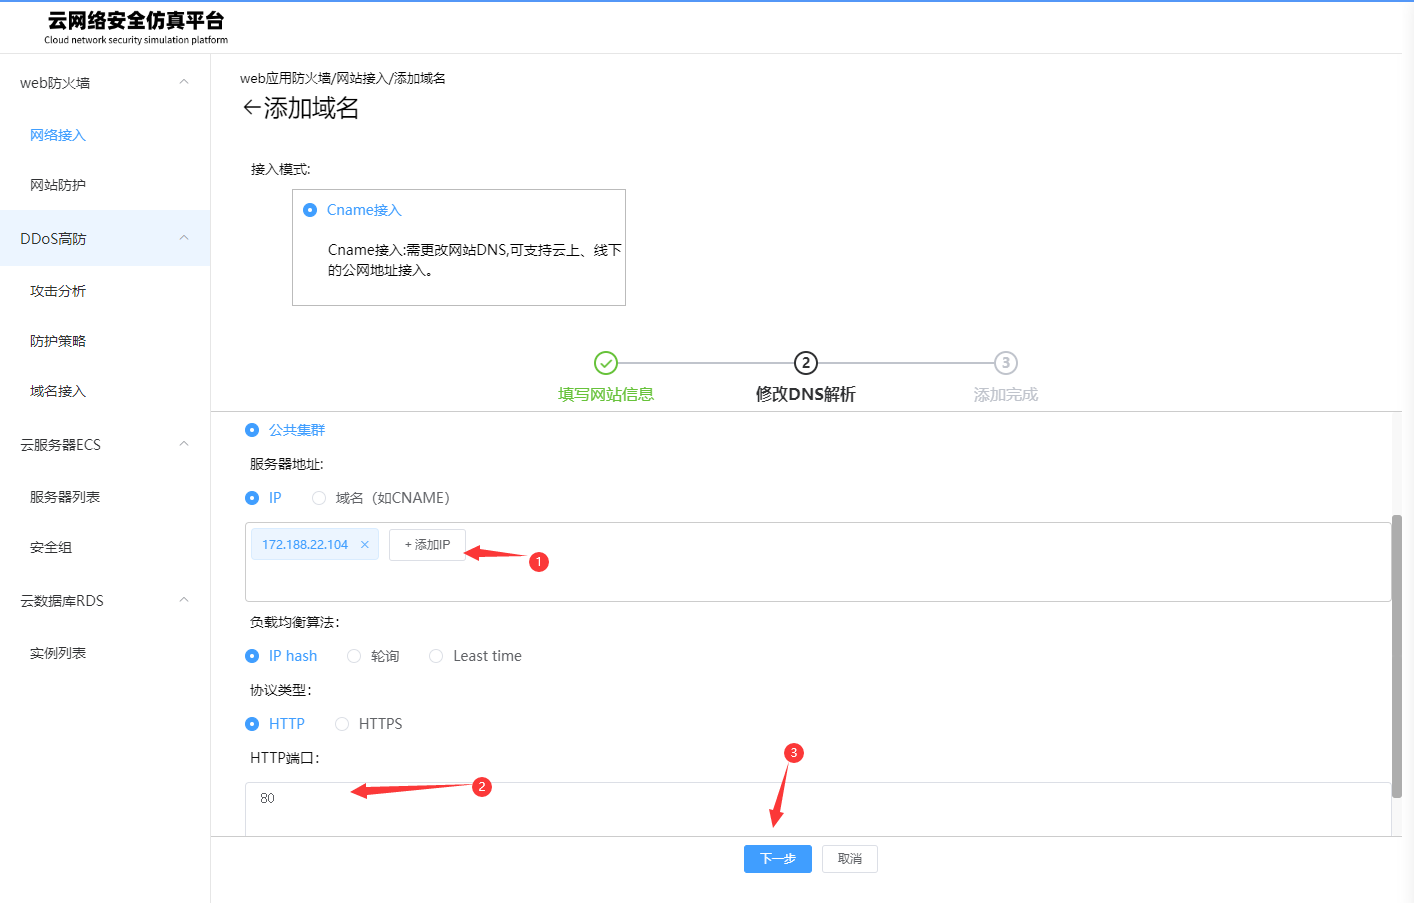 云网络安全仿真平台
Cloud network security simulation platform
web防火墙
网络接入
网站防护
DDoS高防
攻击分析
防护策略
域名接入
云服务器ECS
服务器列表
安全组
云数据库RDS
实例列表
web应用防火墙/网站接入/添加域名
←添加域名
接入模式:
Cname接入
Cname接入:需更改网站DNS,可支持云上、线下
的公网地址接入。
2
3
填写网站信息
修改DNS解析
添加完成
公共集群
服务器地址:
IP
域名（如CNAME）
172.188.22.104 ×
+ 添加IP
1
负载均衡算法：
IP hash
轮询
Least time
协议类型：
HTTP
HTTPS
HTTP端口：
3
2
80
下一步
取消